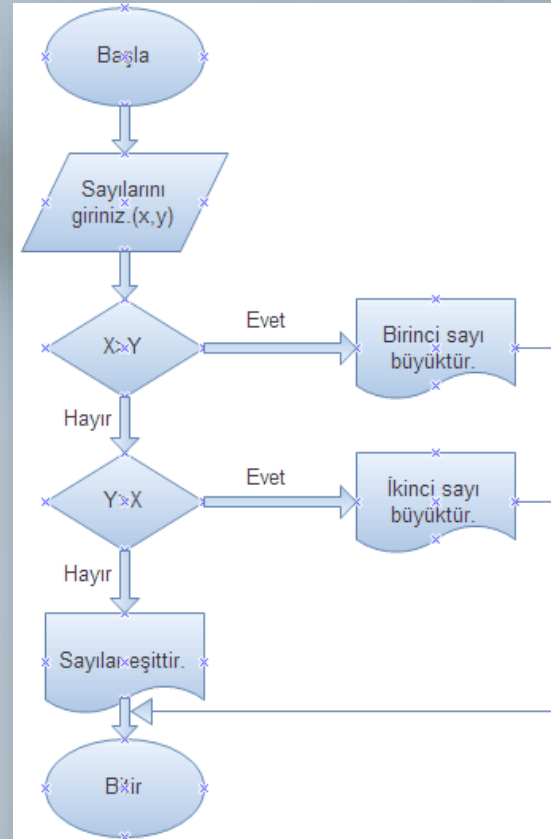 Başla
Sayılarını
giriniz.(x,y)
X>Y
Evet
Birinci sayı
büyüktür.
Hayır
Y>X
Evet
İkinci sayı
büyüktür.
Hayır
Sayılar eşittir.
Bitir